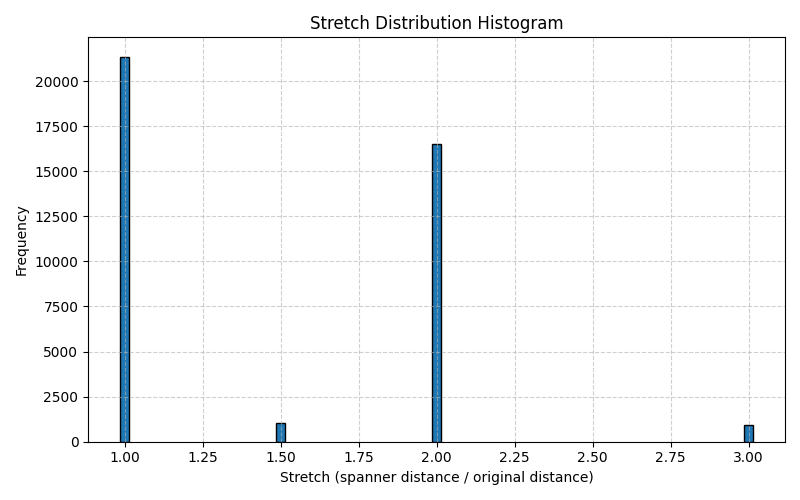 Stretch Distribution Histogram
Frequency
20000
17500
15000
12500
10000
7500
5000
2500
0
1.00 1.25 1.50 1.75 2.00 2.25 2.50 2.75 3.00
Stretch (spanner distance / original distance)